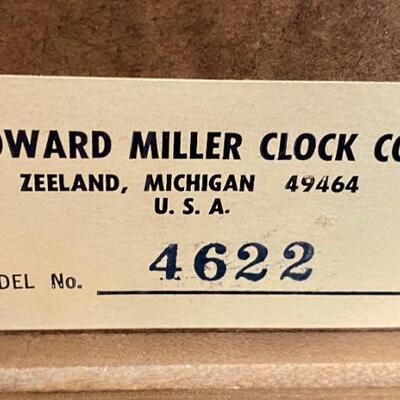 OWARD MILLER CLOCK CO
ZEELAND, MICHIGAN 49464
U. S. A.
DEL No. 4622